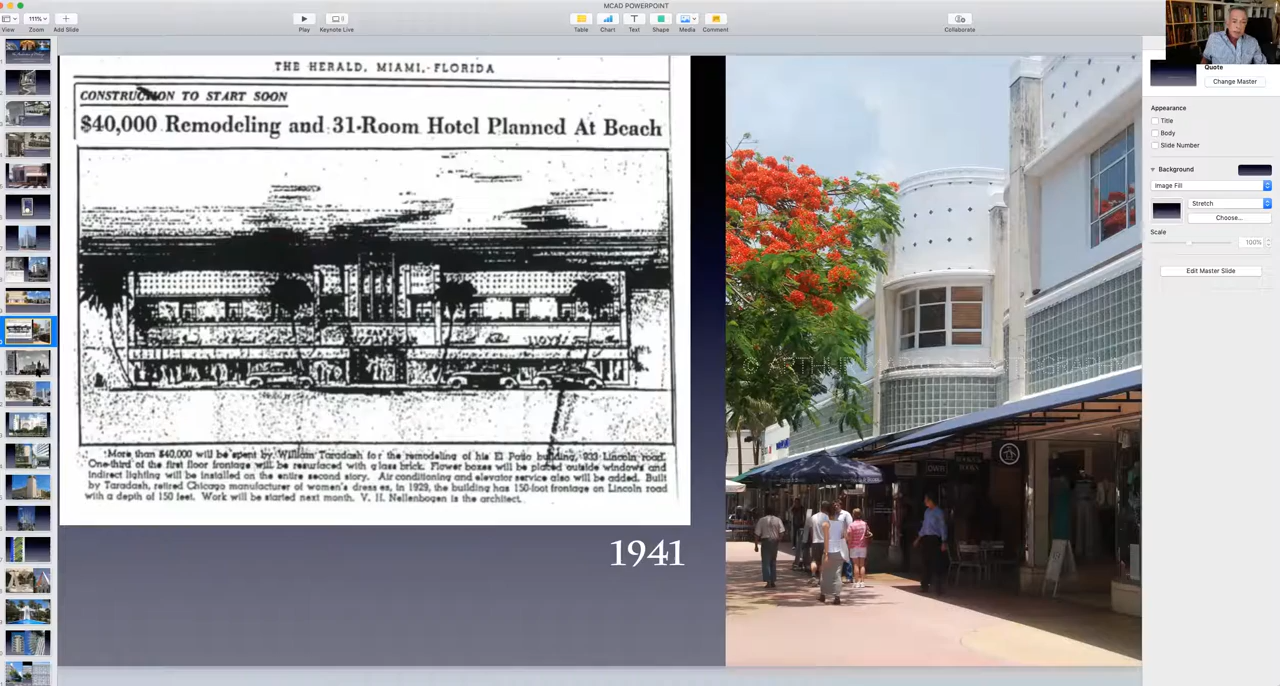 MCAD POWERPOINT
111%
View
Zoom
Add Slide
Play
Keynote Live
Table
Chart
Text
Shape
Media
Comment
Collaborate
THE HERALD, MIAMI, FLORIDA
CONSTRUCTION TO START SOON
$40,000 Remodeling and 31-Room Hotel Planned At Beach
More than $40,000 will be spent by William Taradash for the remodeling of his El Patio building, 933 Lincoln road.
One-third of the first floor frontage will be resurfaced with glass brick. Flower boxes will be placed outside windows and
indirect lighting will be installed on the entire second story. Air conditioning and elevator service also will be added. Built
by Taradash, retired Chicago manufacturer of women's dresses, in 1929, the building has 150-foot frontage on Lincoln road
with a depth of 150 feet. Work will be started next month. V. H. Nellenbogen is the architect.
1941
OWN
Quote
Change Master
Appearance
Title
Body
Slide Number
Background
Image Fill
Stretch
Choose...
Scale
100%
Edit Master Slide